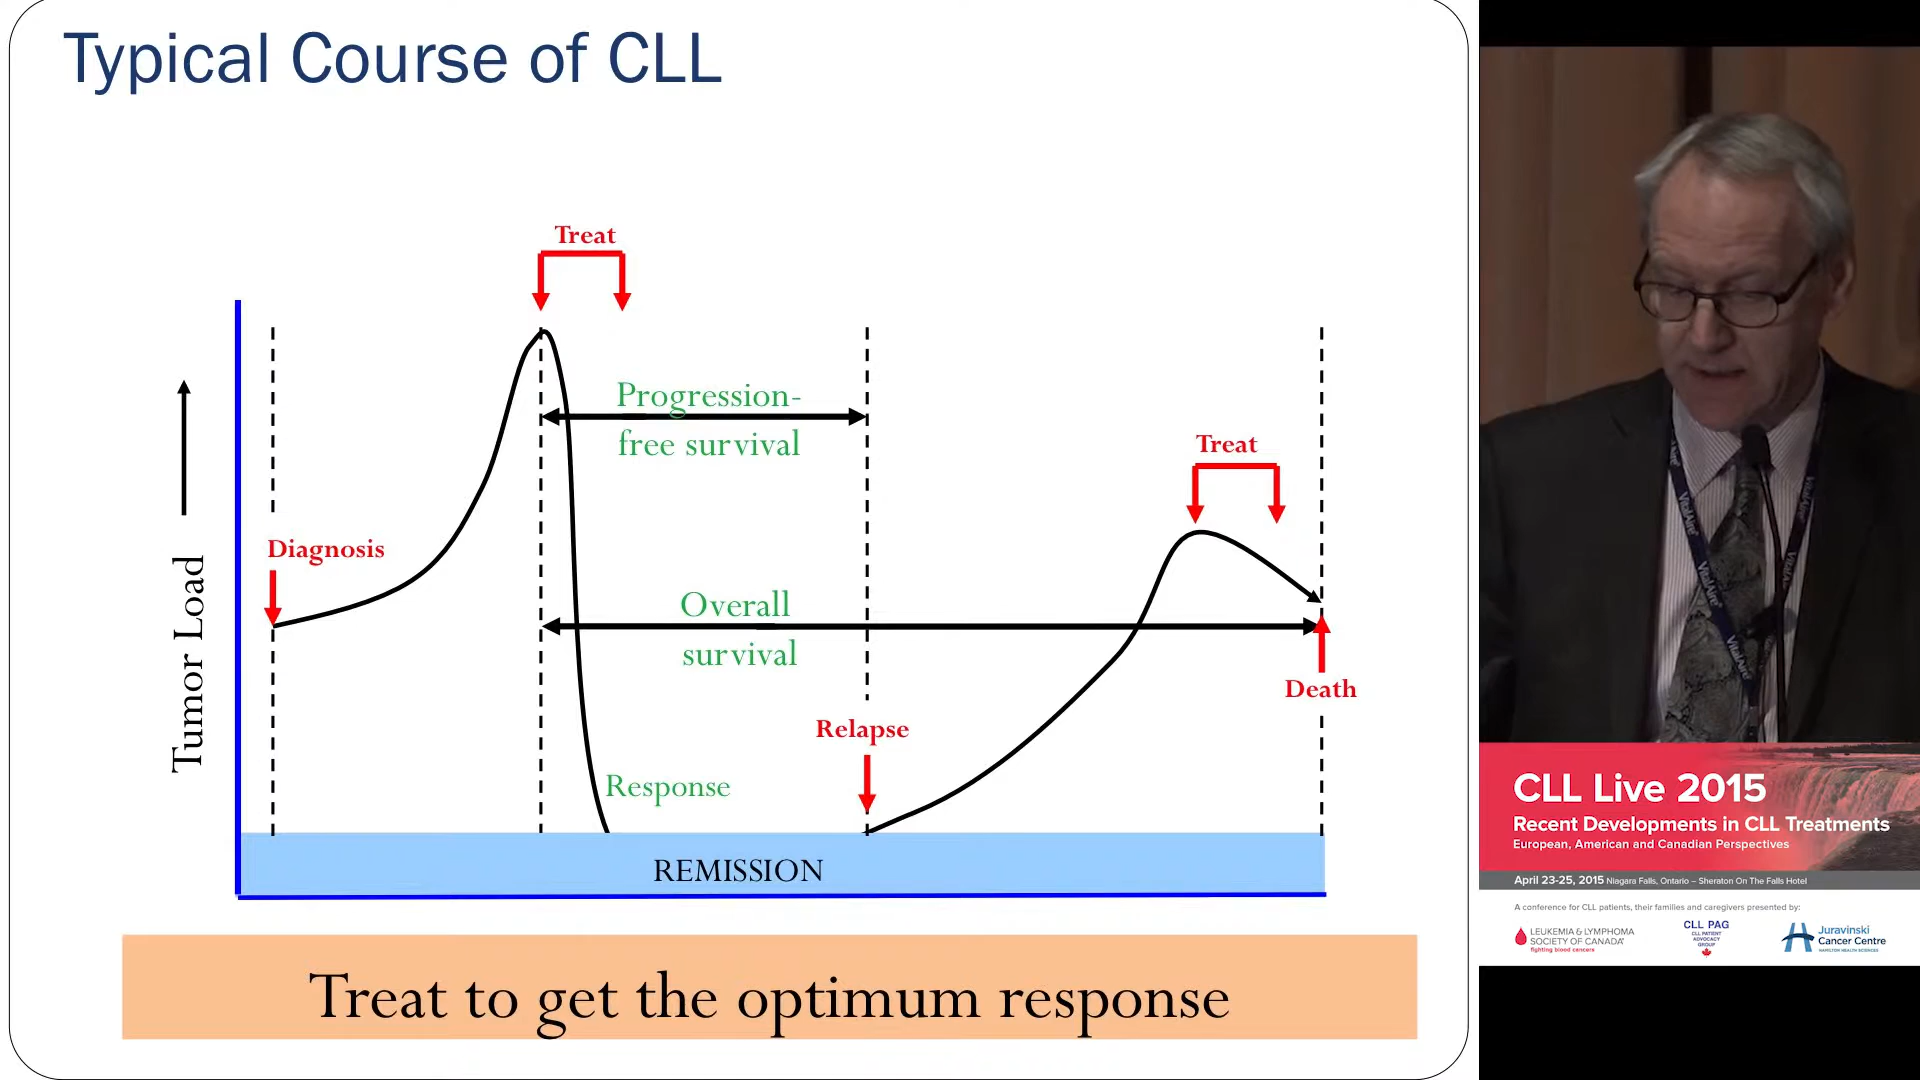 Typical Course of CLL
Treat
Progression-
free survival
Treat
Diagnosis
Overall
survival
Tumor Load
Death
Relapse
Response
REMISSION
Treat to get the optimum response
VitalAire
VitalAire
CLL Live 2015
Recent Developments in CLL Treatments
European, American and Canadian Perspectives
April 23-25, 2015 Niagara Falls, Ontario – Sheraton On The Falls Hotel
A conference for CLL patients, their families and caregivers presented by:
LEUKEMIA & LYMPHOMA
SOCIETY OF CANADA
fighting blood cancers
CLL PAG
CLL PATIENT
ADVOCACY
GROUP
Juravinski
Cancer Centre
HAMILTON HEALTH SCIENCES